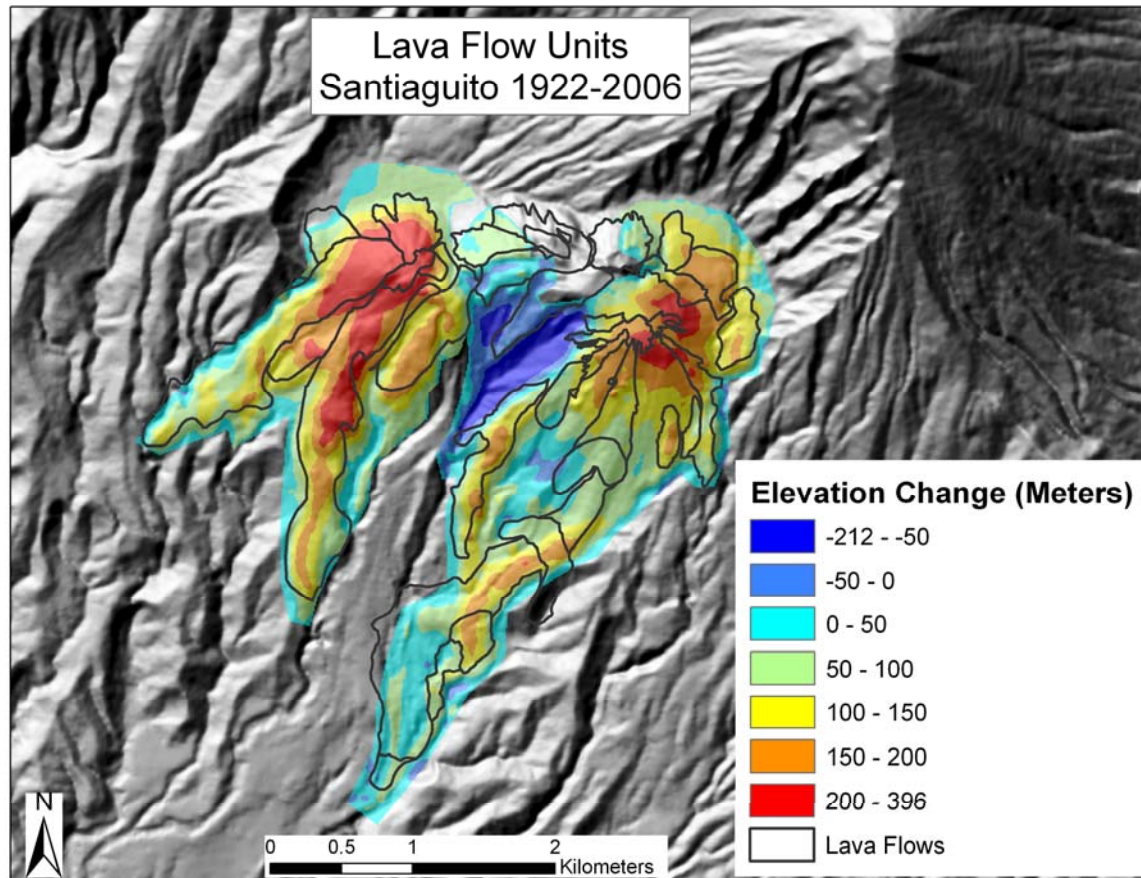 Lava Flow Units
Santiaguito 1922-2006
Elevation Change (Meters)
-212 - -50
-50 - 0
0 - 50
50 - 100
100 - 150
150 - 200
200 - 396
Lava Flows
N
0 0.5 1 2
Kilometers